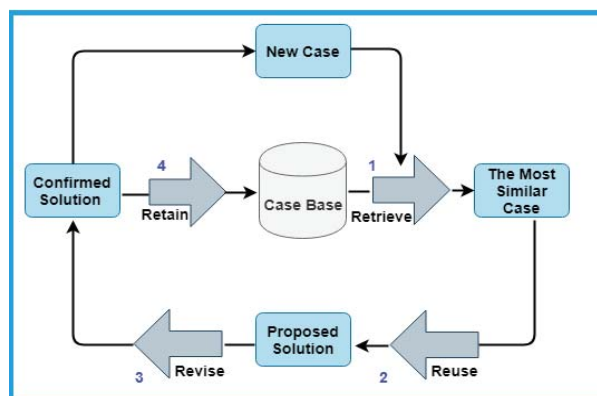 New Case
4
1
Confirmed
Solution
Retain
Case Base
Retrieve
The Most
Similar
Case
Proposed
Solution
3
Revise
2
Reuse